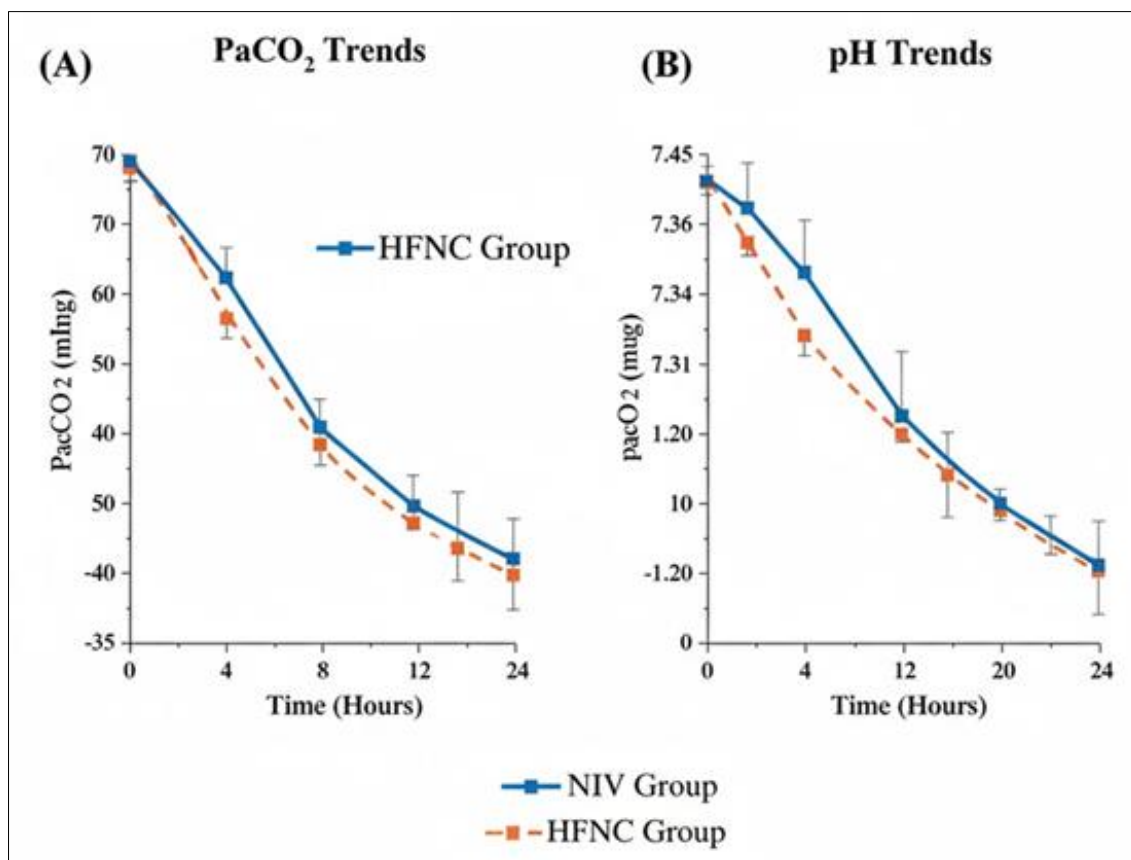 (A)
PaCO₂ Trends
(B)
pH Trends
70
70
60
50
40
50
-40
-35
PacCO2 (mIng)
HFNC Group
0
4
8
12
24
Time (Hours)
7.45
7.36
7.34
7.31
1.20
10
-1.20
0
pacO2 (mug)
0
4
12
20
24
Time (Hours)
NIV Group
HFNC Group